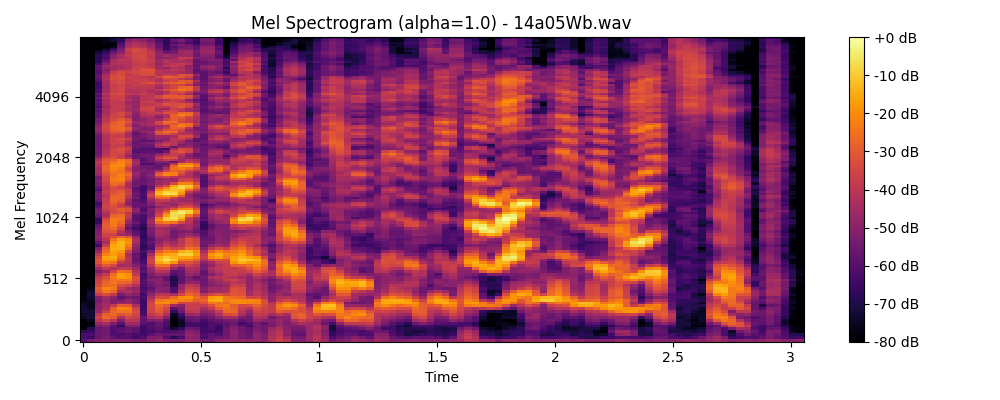 Mel Spectrogram (alpha=1.0) - 14a05Wb.wav
Mel Frequency
4096
2048
1024
512
0
0
0.5
1
1.5
2
2.5
3
Time
+0 dB
-10 dB
-20 dB
-30 dB
-40 dB
-50 dB
-60 dB
-70 dB
-80 dB